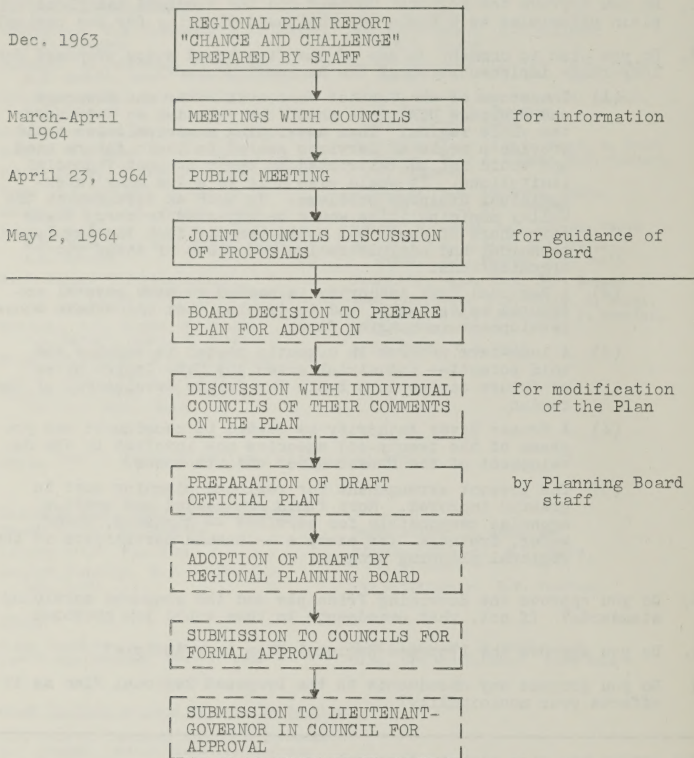 Dec. 1963
REGIONAL PLAN REPORT
"CHANCE AND CHALLENGE"
PREPARED BY STAFF
March-April
1964
MEETINGS WITH COUNCILS
for information
April 23, 1964
PUBLIC MEETING
May 2, 1964
JOINT COUNCILS DISCUSSION
OF PROPOSALS
for guidance of
Board
BOARD DECISION TO PREPARE
PLAN FOR ADOPTION
DISCUSSION WITH INDIVIDUAL
COUNCILS OF THEIR COMMENTS
ON THE PLAN
for modification
of the Plan
PREPARATION OF DRAFT
OFFICIAL PLAN
by Planning Board
staff
ADOPTION OF DRAFT BY
REGIONAL PLANNING BOARD
SUBMISSION TO COUNCILS FOR
FORMAL APPROVAL
SUBMISSION TO LIEUTENANT-
GOVERNOR IN COUNCIL FOR
APPROVAL